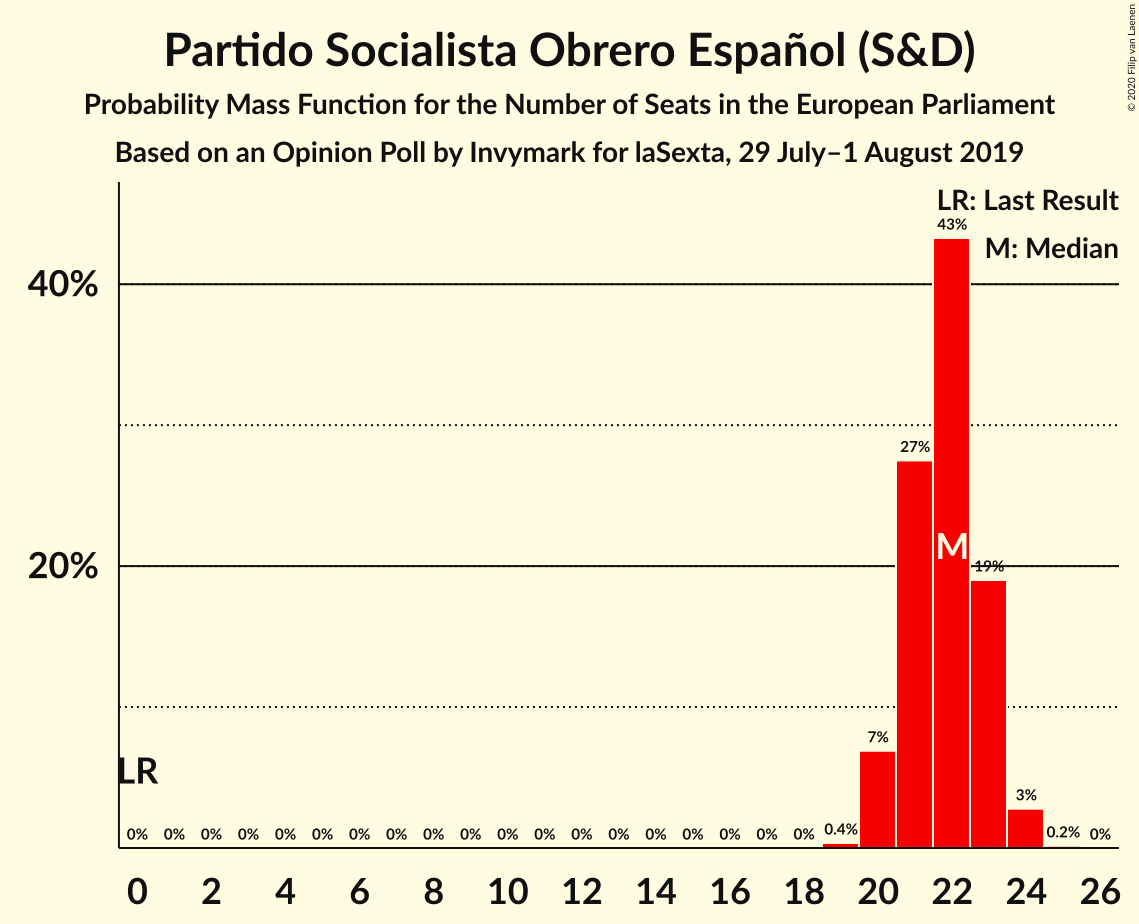 Partido Socialista Obrero Español (S&D)
Probability Mass Function for the Number of Seats in the European Parliament
Based on an Opinion Poll by Invymark for laSexta, 29 July–1 August 2019
© 2020 Filip van Laenen
LR: Last Result
M: Median
43%
40%
27%
M
20%
19%
7%
LR
3%
0% 0% 0% 0% 0% 0% 0% 0% 0% 0% 0% 0% 0% 0% 0% 0% 0% 0% 0% 0.4% 0.2% 0%
0 2 4 6 8 10 12 14 16 18 20 22 24 26